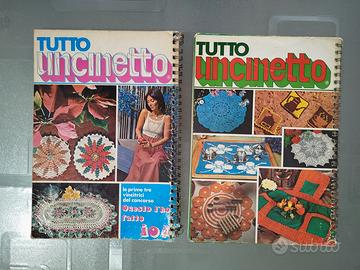 TUTTO
uncinetto
le prime tre
vincitrici
del concorso
Questo l'ho
fatto
io
TUTTO
uncinetto
subito